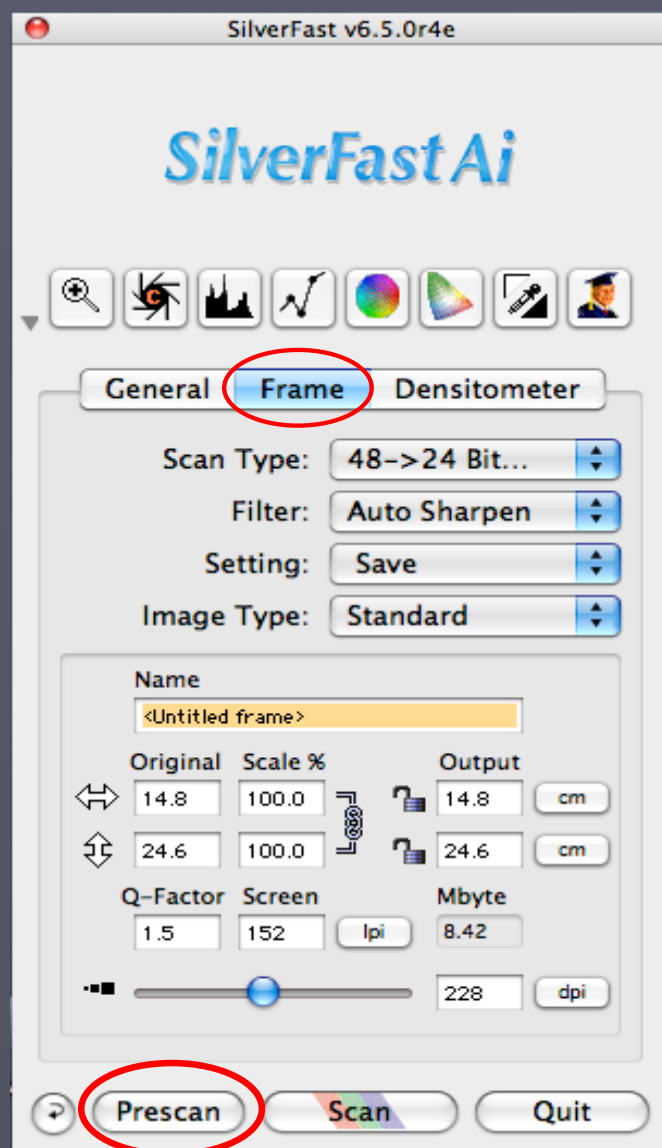 SilverFast v6.5.0r4e
SilverFast Ai
C
General Frame Densitometer
Scan Type: 48->24 Bit...
Filter: Auto Sharpen
Setting: Save
Image Type: Standard
Name
<Untitled frame>
Original Scale % Output
14.8 100.0 14.8 cm
24.6 100.0 24.6 cm
Q-Factor Screen Mbyte
1.5 152 lpi 8.42
228 dpi
Prescan Scan Quit